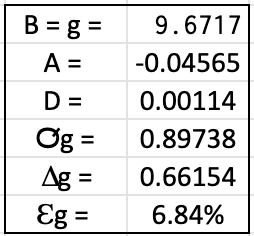 B = g = 9.6717
A = -0.04565
D = 0.00114
σg = 0.89738
Δg = 0.66154
Ɛg = 6.84%